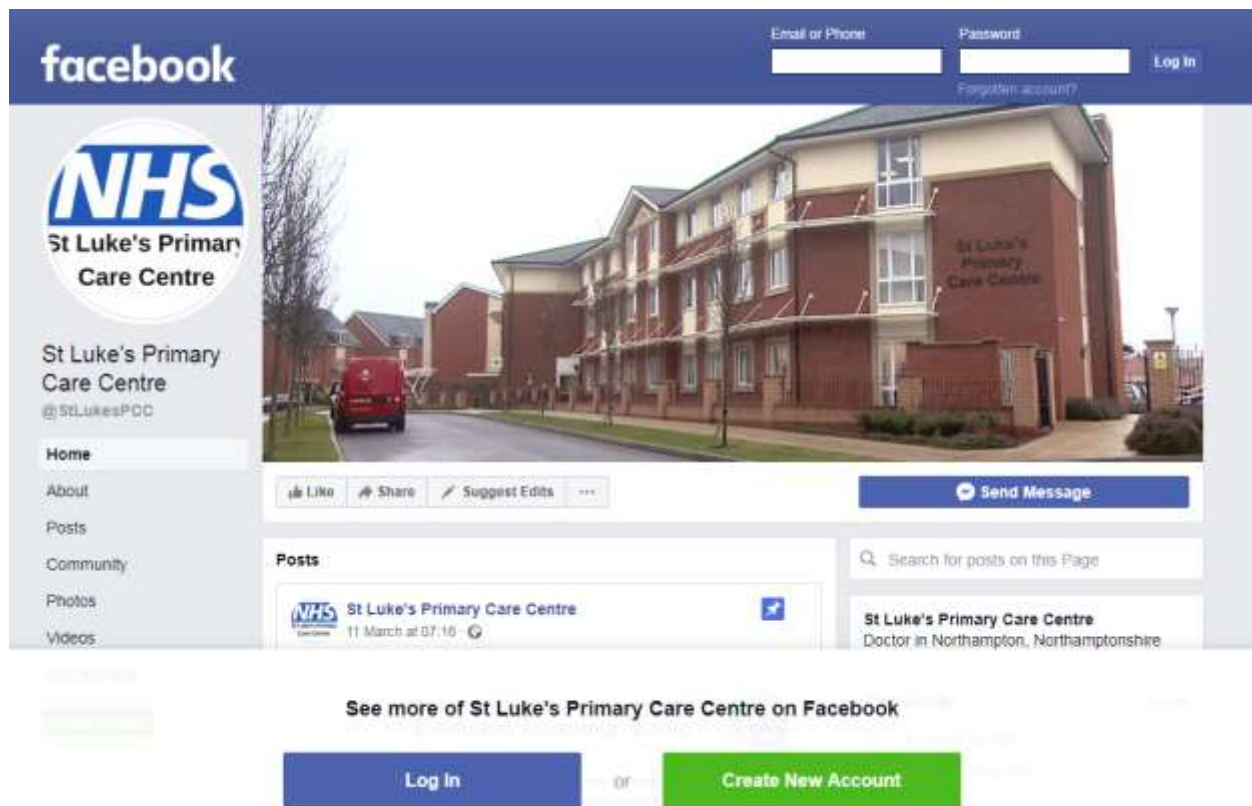 facebook
Email or Phone
Password
Log In
Forgotten account?
NHS
St Luke's Primary
Care Centre
St Luke's Primary
Care Centre
@StLukesPCC
St Luke's
Primary
Care Centre
Home
About
Posts
Community
Photos
Videos
Like
Share
Suggest Edits
...
Send Message
Posts
NHS
St Luke's Primary Care Centre
11 March at 07:16
Search for posts on this Page
St Luke's Primary Care Centre
Doctor in Northampton, Northamptonshire
See more of St Luke's Primary Care Centre on Facebook
Log In
or
Create New Account